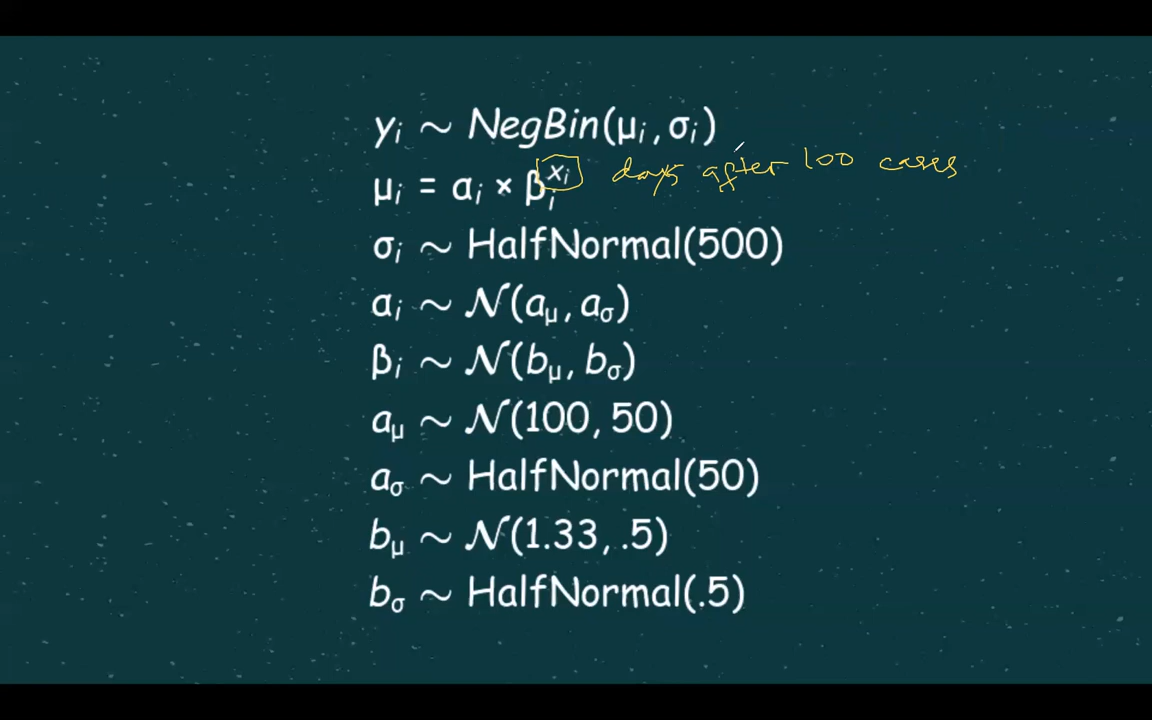 yᵢ ~ NegBin(μᵢ, σᵢ)
μᵢ = αᵢ × βᵢ^xᵢ days after 100 cases
σᵢ ~ HalfNormal(500)
αᵢ ~ 𝒩(a_μ, a_σ)
βᵢ ~ 𝒩(b_μ, b_σ)
a_μ ~ 𝒩(100, 50)
a_σ ~ HalfNormal(50)
b_μ ~ 𝒩(1.33, .5)
b_σ ~ HalfNormal(.5)